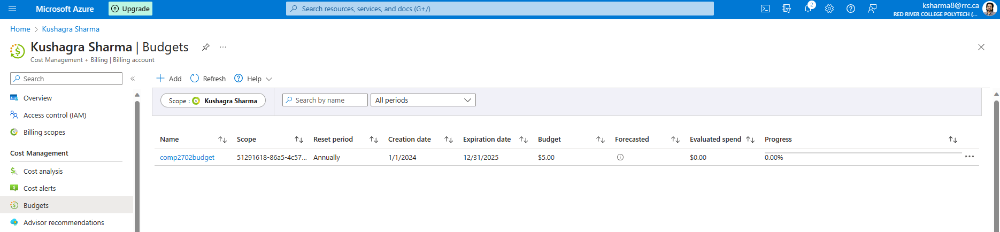 Microsoft Azure
Upgrade
Search resources, services, and docs (G+/)
2
ksharma8@rrc.ca
RED RIVER COLLEGE POLYTECH (...
Home > Kushagra Sharma
Kushagra Sharma | Budgets
Cost Management + Billing | Billing account
Search
Overview
Access control (IAM)
Billing scopes
Cost Management
Cost analysis
Cost alerts
Budgets
Advisor recommendations
Add Refresh Help
Scope : Kushagra Sharma Search by name All periods
Name Scope Reset period Creation date Expiration date Budget Forecasted Evaluated spend Progress
comp2702budget 51291618-86a5-4c57... Annually 1/1/2024 12/31/2025 $5.00 $0.00 0.00%